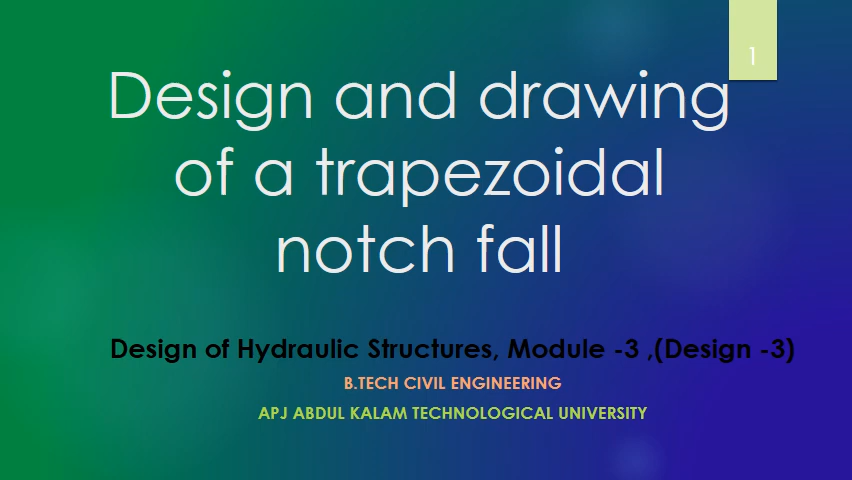 1
Design and drawing
of a trapezoidal
notch fall
Design of Hydraulic Structures, Module -3 ,(Design -3)
B.TECH CIVIL ENGINEERING
APJ ABDUL KALAM TECHNOLOGICAL UNIVERSITY